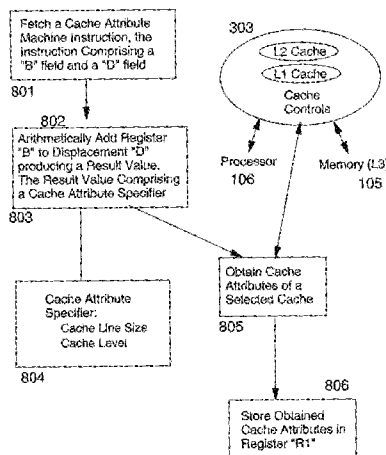 Fetch a Cache Attribute
Machine Instruction, the
Instruction Comprising a
"B" field and a "D" field
801
303
L2 Cache
L1 Cache
Cache
Controls
Processor
106
Memory (L3)
105
802
Arithmetically Add Register
"B" to Displacement "D"
producing a Result Value.
The Result Value Comprising
a Cache Attribute Specifier
803
Cache Attribute
Specifier:
Cache Line Size
Cache Level
804
Obtain Cache
Attributes of a
Selected Cache
805
806
Store Obtained
Cache Attributes in
Register "R1"